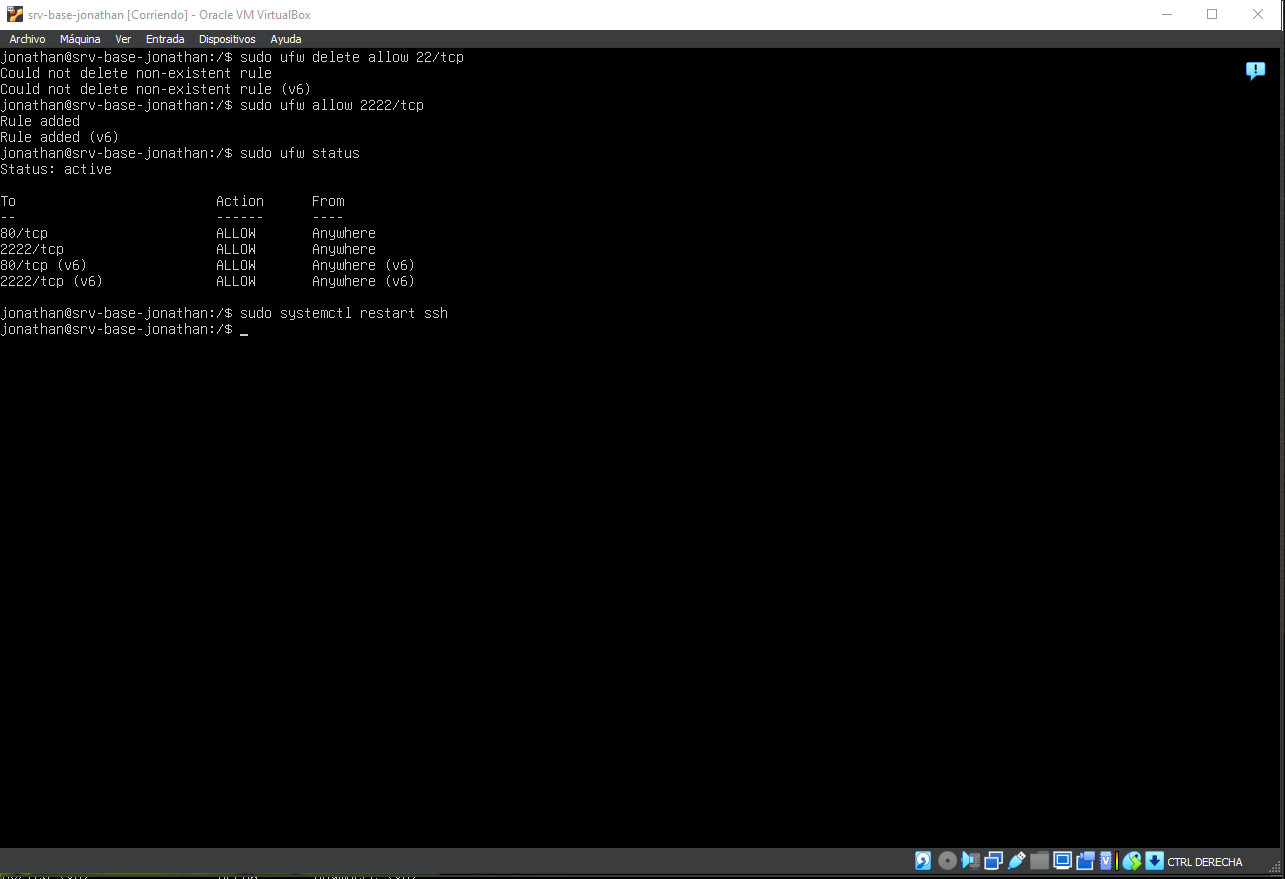 srv-base-jonathan [Corriendo] - Oracle VM VirtualBox
Archivo Máquina Ver Entrada Dispositivos Ayuda
jonathan@srv-base-jonathan:/$ sudo ufw delete allow 22/tcp
Could not delete non-existent rule
Could not delete non-existent rule (v6)
jonathan@srv-base-jonathan:/$ sudo ufw allow 2222/tcp
Rule added
Rule added (v6)
jonathan@srv-base-jonathan:/$ sudo ufw status
Status: active
To Action From
-- ------ ----
80/tcp ALLOW Anywhere
2222/tcp ALLOW Anywhere
80/tcp (v6) ALLOW Anywhere (v6)
2222/tcp (v6) ALLOW Anywhere (v6)
jonathan@srv-base-jonathan:/$ sudo systemctl restart ssh
jonathan@srv-base-jonathan:/$ _
CTRL DERECHA